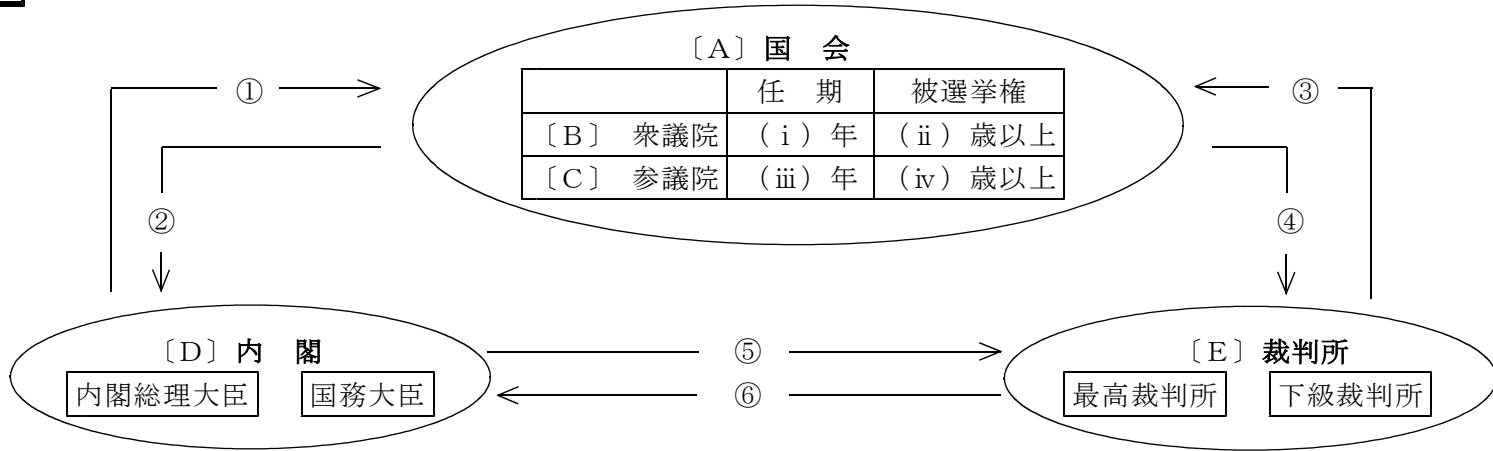 〔A〕国　会
任　期　被選挙権
〔B〕　衆議院　（ⅰ）年　（ⅱ）歳以上
〔C〕　参議院　（ⅲ）年　（ⅳ）歳以上
①
③
②
④
〔D〕内　閣
内閣総理大臣　国務大臣
⑤
⑥
〔E〕裁判所
最高裁判所　下級裁判所